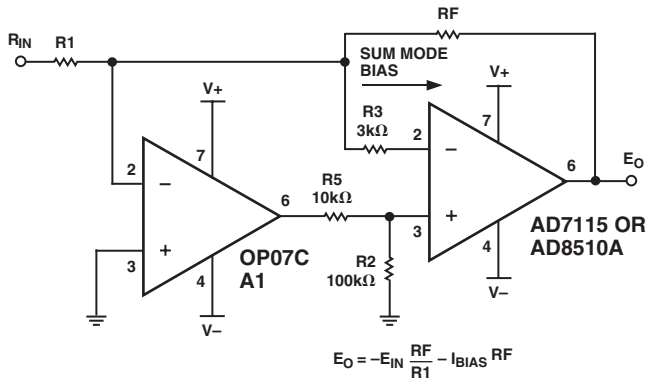 RIN
R1
RF
SUM MODE
BIAS
V+
7
R3
3kΩ
2
–
6
EO
V+
7
2
–
6
R5
10kΩ
+
3
AD7115 OR
AD8510A
4
V–
+
3
OP07C
A1
4
V–
R2
100kΩ
EO = –EIN RF/R1 – IBIAS RF